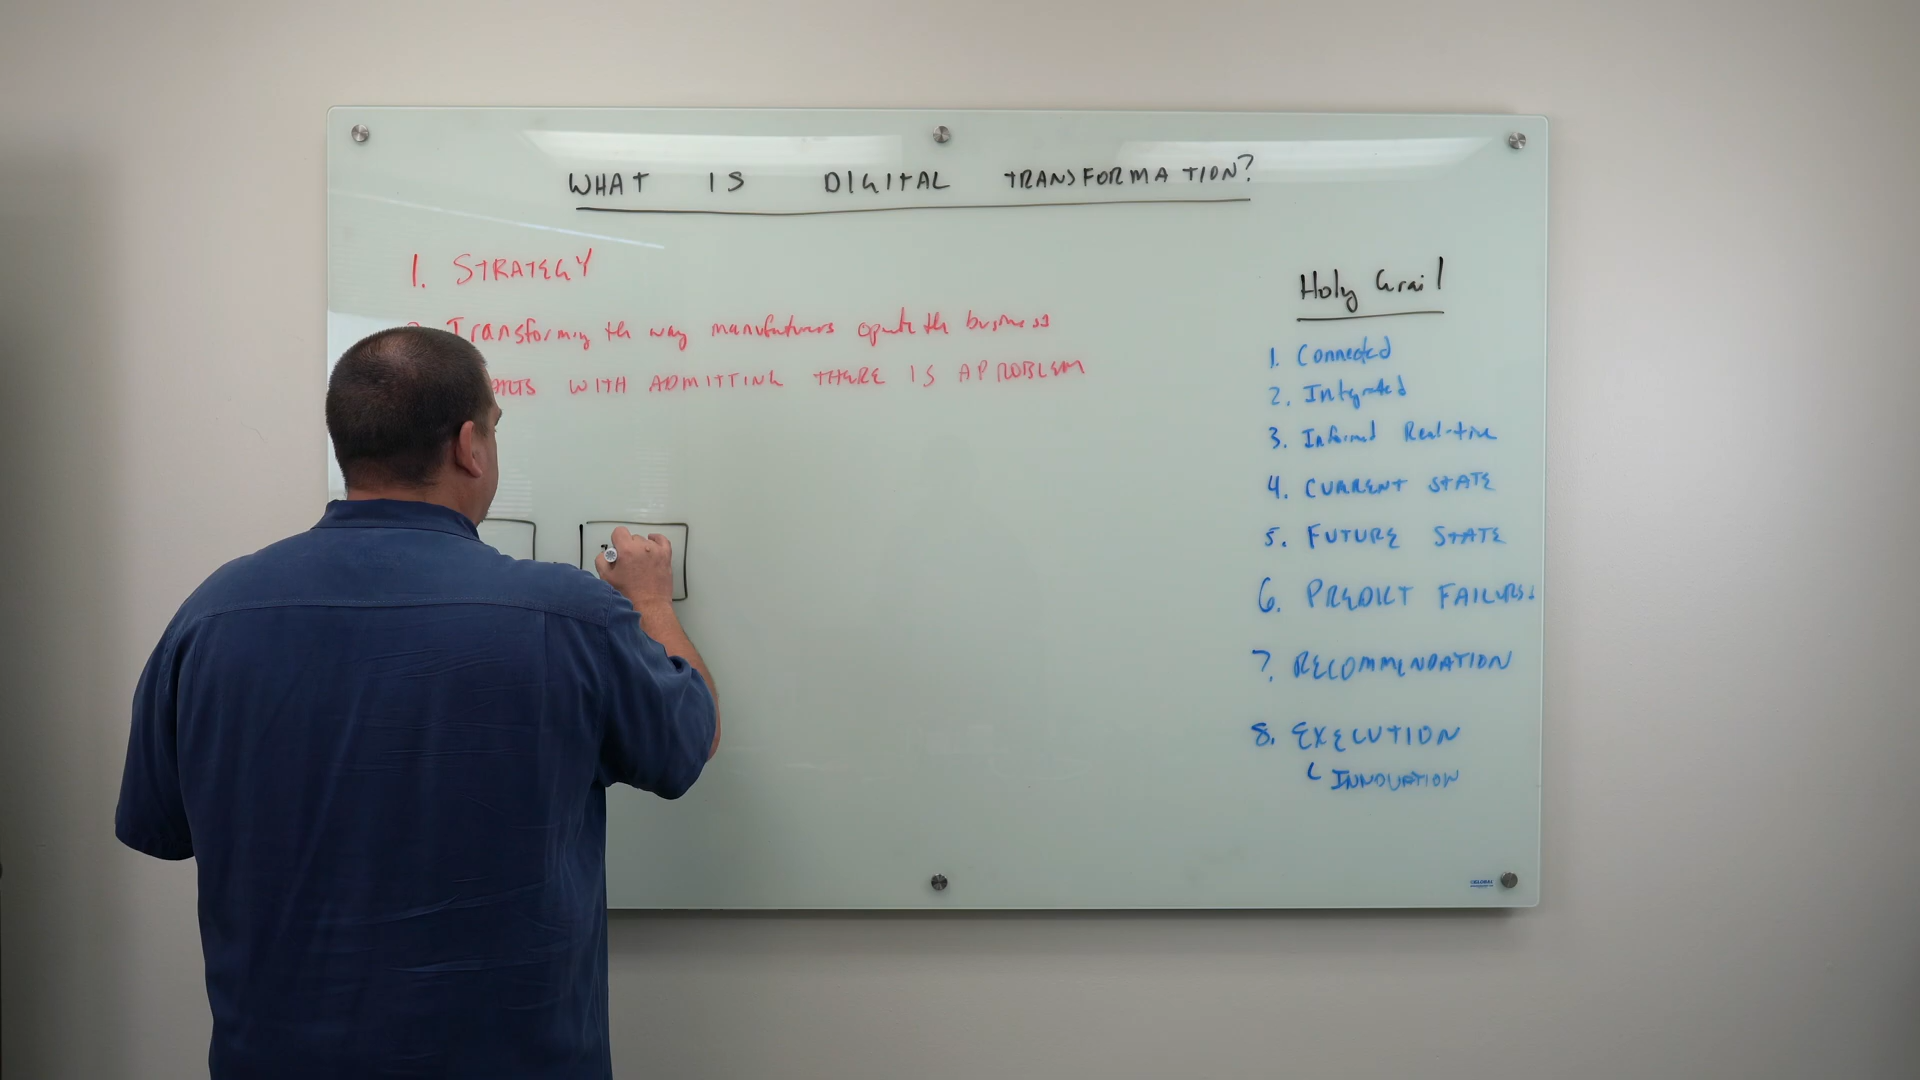 WHAT IS DIGITAL TRANSFORMATION?
1. STRATEGY
Transforming the way manufacturers operate the business
WITH ADMITTING THERE IS A PROBLEM
Holy Grail
1. Connected
2. Integrated
3. Informed Real-time
4. CURRENT STATE
5. FUTURE STATE
6. PREDICT FAILURES
7. RECOMMENDATION
8. EXECUTION
INNOVATION
GLOBAL